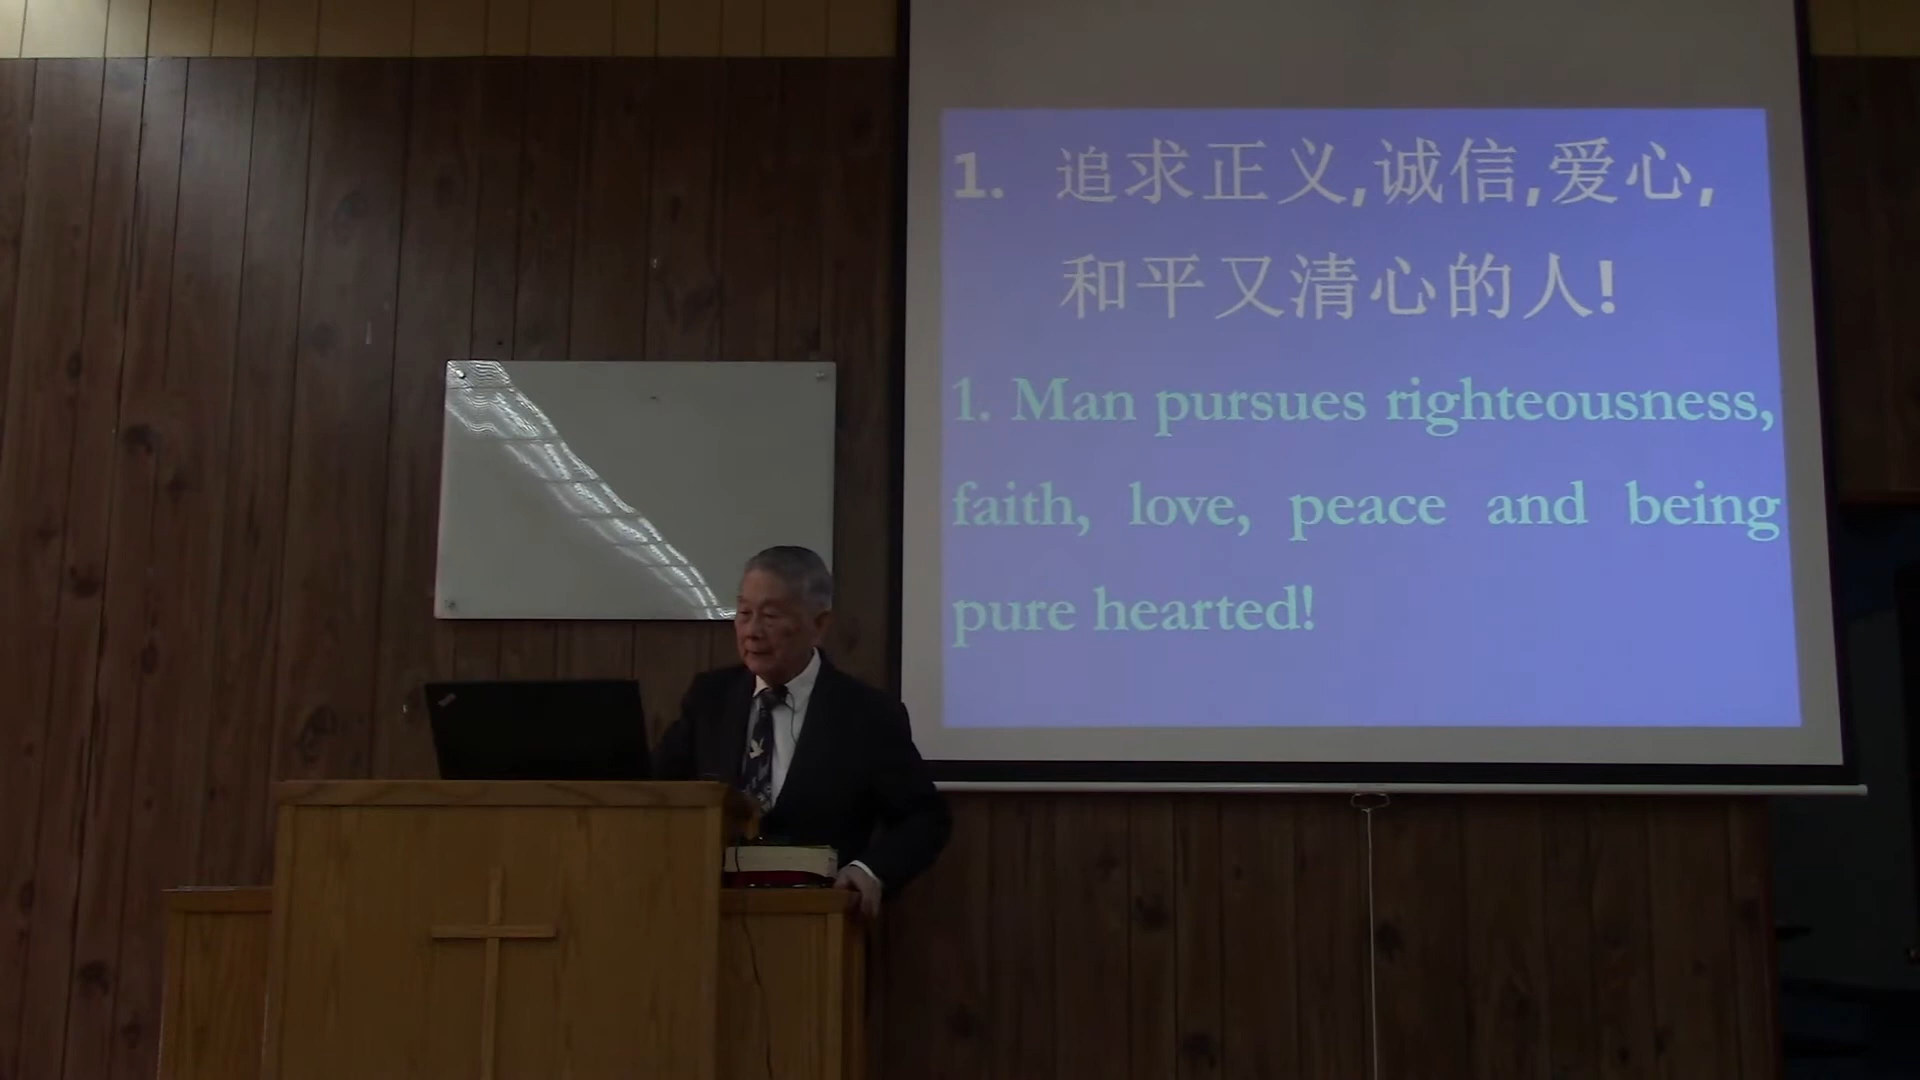 1. 追求正义,诚信,爱心,
和平又清心的人!
1. Man pursues righteousness,
faith, love, peace and being
pure hearted!